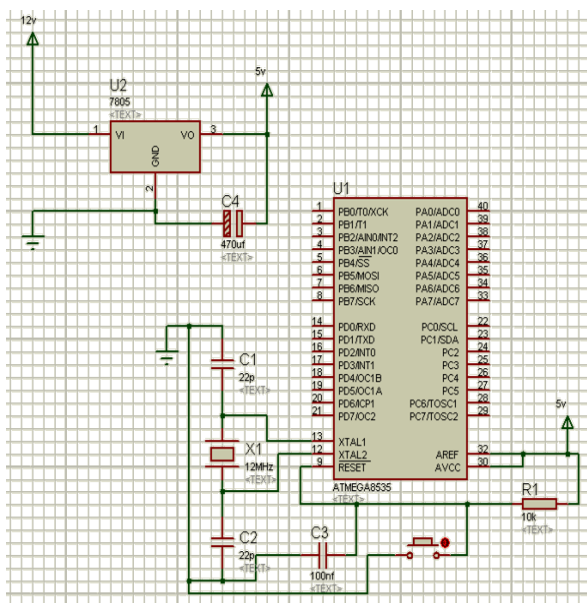 12v
5v
U2
7805
<TEXT>
1
VI
VO
3
GND
2
C4
470uf
<TEXT>
U1
1 PB0/T0/XCK PA0/ADC0 40
2 PB1/T1 PA1/ADC1 39
3 PB2/AIN0/INT2 PA2/ADC2 38
4 PB3/AIN1/OC0 PA3/ADC3 37
5 PB4/SS PA4/ADC4 36
6 PB5/MOSI PA5/ADC5 35
7 PB6/MISO PA6/ADC6 34
8 PB7/SCK PA7/ADC7 33
14 PD0/RXD PC0/SCL 22
15 PD1/TXD PC1/SDA 23
16 PD2/INT0 PC2 24
17 PD3/INT1 PC3 25
18 PD4/OC1B PC4 26
19 PD5/OC1A PC5 27
20 PD6/ICP1 PC6/TOSC1 28
21 PD7/OC2 PC7/TOSC2 29
13 XTAL1
12 XTAL2 AREF 32
9 RESET AVCC 30
ATMEGA8535
<TEXT>
5v
C1
22p
<TEXT>
X1
12MHz
<TEXT>
C2
22p
<TEXT>
C3
100nf
<TEXT>
R1
10k
<TEXT>